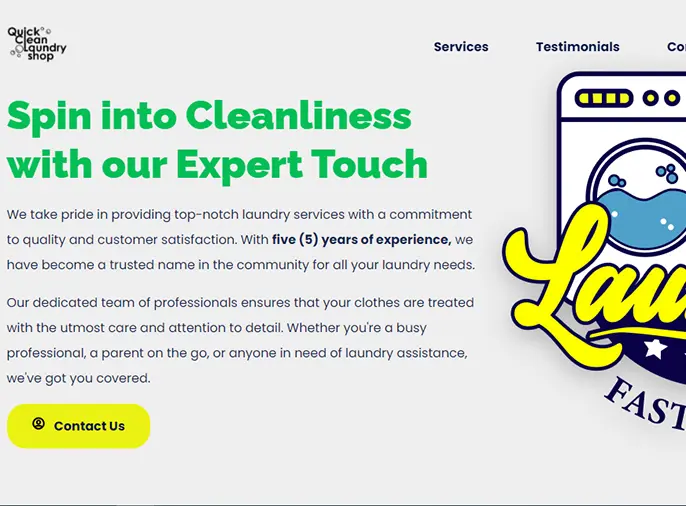 Quick
Clean
Laundry
shop
Services
Testimonials
Co
Spin into Cleanliness
with our Expert Touch
We take pride in providing top-notch laundry services with a commitment
to quality and customer satisfaction. With five (5) years of experience, we
have become a trusted name in the community for all your laundry needs.
Our dedicated team of professionals ensures that your clothes are treated
with the utmost care and attention to detail. Whether you're a busy
professional, a parent on the go, or anyone in need of laundry assistance,
we've got you covered.
Contact Us
Lau
FAST